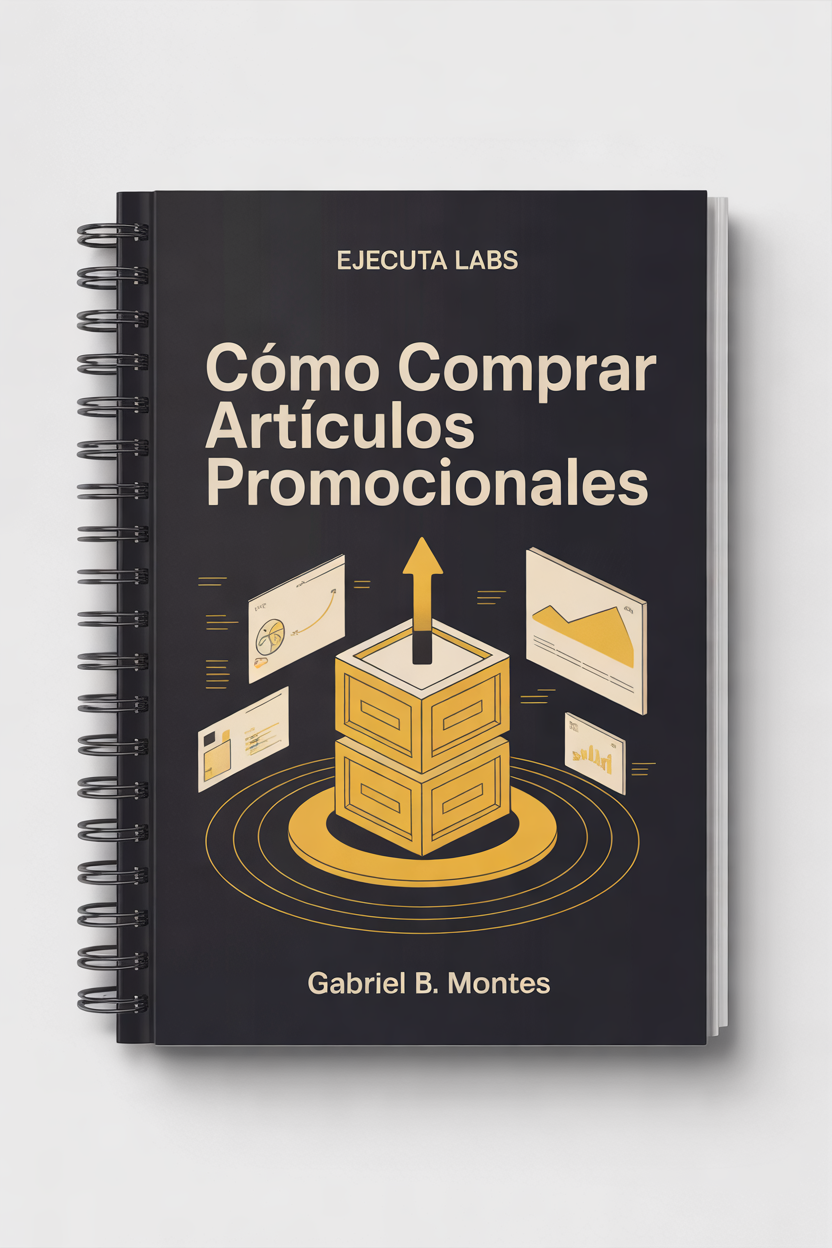 EJECUTA LABS
Cómo Comprar
Artículos
Promocionales
Gabriel B. Montes